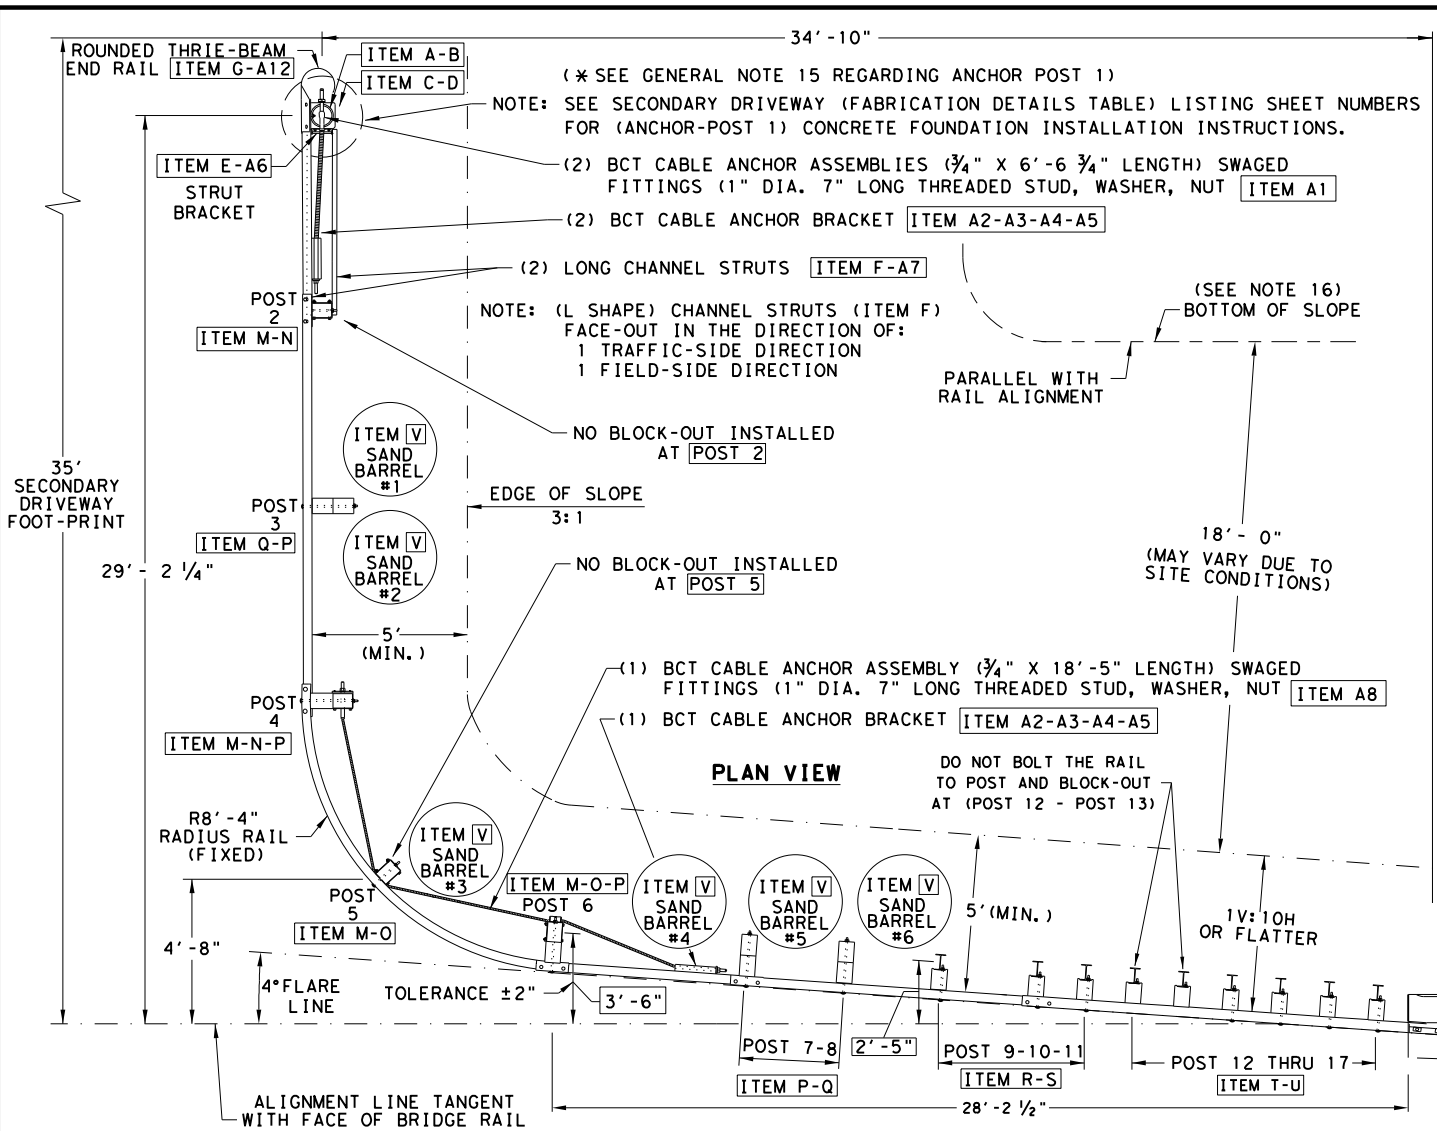 34'-10"
ROUNDED THRIE-BEAM
END RAIL ITEM G-A12
ITEM A-B
ITEM C-D
(* SEE GENERAL NOTE 15 REGARDING ANCHOR POST 1)
NOTE: SEE SECONDARY DRIVEWAY (FABRICATION DETAILS TABLE) LISTING SHEET NUMBERS
FOR (ANCHOR-POST 1) CONCRETE FOUNDATION INSTALLATION INSTRUCTIONS.
ITEM E-A6
STRUT
BRACKET
(2) BCT CABLE ANCHOR ASSEMBLIES (3/4" X 6'-6 3/4" LENGTH) SWAGED
FITTINGS (1" DIA. 7" LONG THREADED STUD, WASHER, NUT ITEM A1
(2) BCT CABLE ANCHOR BRACKET ITEM A2-A3-A4-A5
(2) LONG CHANNEL STRUTS ITEM F-A7
POST
2
ITEM M-N
NOTE: (L SHAPE) CHANNEL STRUTS (ITEM F)
FACE-OUT IN THE DIRECTION OF:
1 TRAFFIC-SIDE DIRECTION
1 FIELD-SIDE DIRECTION
(SEE NOTE 16)
BOTTOM OF SLOPE
PARALLEL WITH
RAIL ALIGNMENT
ITEM V
SAND
BARREL
#1
NO BLOCK-OUT INSTALLED
AT POST 2
35'
SECONDARY
DRIVEWAY
FOOT-PRINT
POST
3
ITEM Q-P
EDGE OF SLOPE
3:1
ITEM V
SAND
BARREL
#2
29'- 2 1/4"
NO BLOCK-OUT INSTALLED
AT POST 5
18'- 0"
(MAY VARY DUE TO
SITE CONDITIONS)
5'
(MIN.)
(1) BCT CABLE ANCHOR ASSEMBLY (3/4" X 18'-5" LENGTH) SWAGED
FITTINGS (1" DIA. 7" LONG THREADED STUD, WASHER, NUT ITEM A8
POST
4
ITEM M-N-P
(1) BCT CABLE ANCHOR BRACKET ITEM A2-A3-A4-A5
PLAN VIEW
DO NOT BOLT THE RAIL
TO POST AND BLOCK-OUT
AT (POST 12 - POST 13)
R8'-4"
RADIUS RAIL
(FIXED)
ITEM V
SAND
BARREL
#3
ITEM M-O-P
POST 6
ITEM V
SAND
BARREL
#4
ITEM V
SAND
BARREL
#5
ITEM V
SAND
BARREL
#6
POST
5
ITEM M-O
5'(MIN.)
1V:10H
OR FLATTER
4'-8"
4°FLARE
LINE
TOLERANCE ±2"
3'-6"
POST 7-8
ITEM P-Q
2'-5"
POST 9-10-11
ITEM R-S
POST 12 THRU 17
ITEM T-U
28'-2 1/2"
ALIGNMENT LINE TANGENT
WITH FACE OF BRIDGE RAIL